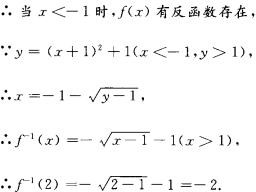 ∴ 当 x<-1 时,f(x) 有反函数存在,
∵ y = (x+1)²+1(x<-1,y>1),
∴ x = -1 - √(y-1),
∴ f⁻¹(x) = - √(x-1) - 1(x>1),
∴ f⁻¹(2) = - √(2-1) - 1 = -2.